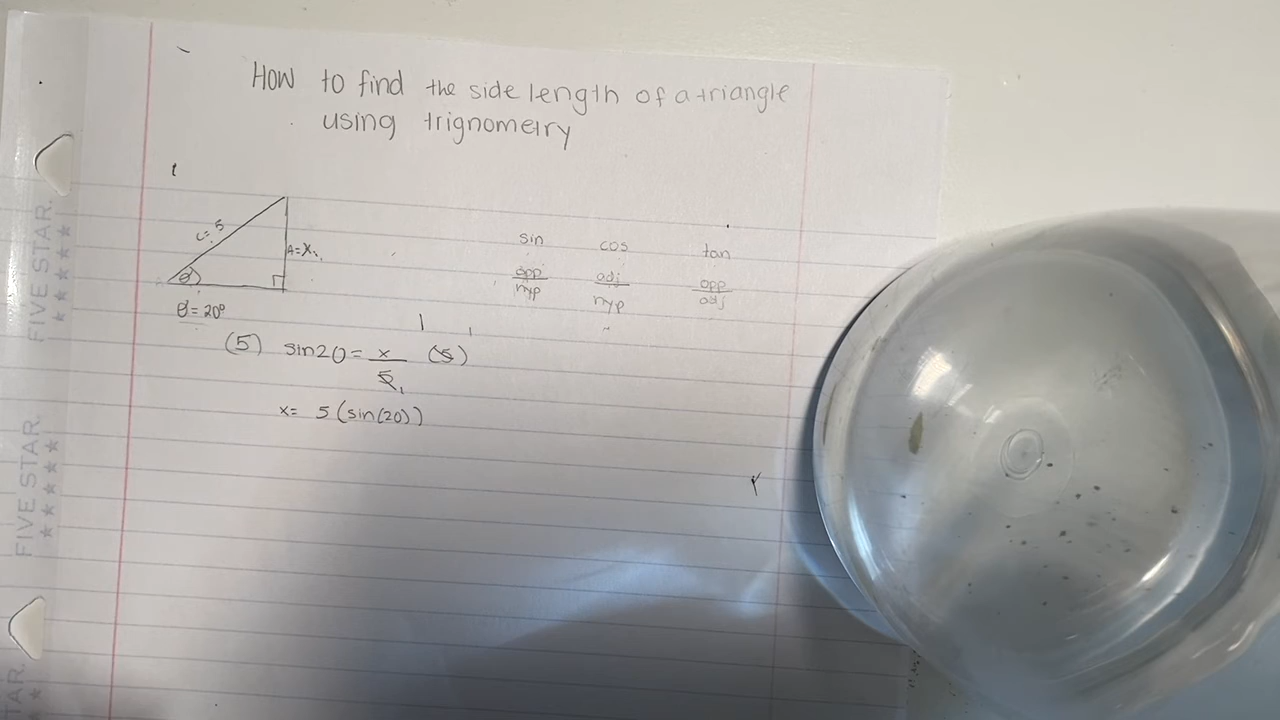 How to find the side length of a triangle
using trignometry
c=5
A=x
θ
θ=20°
sin cos tan
opp adj opp
hyp hyp adj
(5) sin20= x (5)
5
x= 5(sin(20))
FIVE STAR.
★★★★★
FIVE STAR.
★★★★★
STAR.